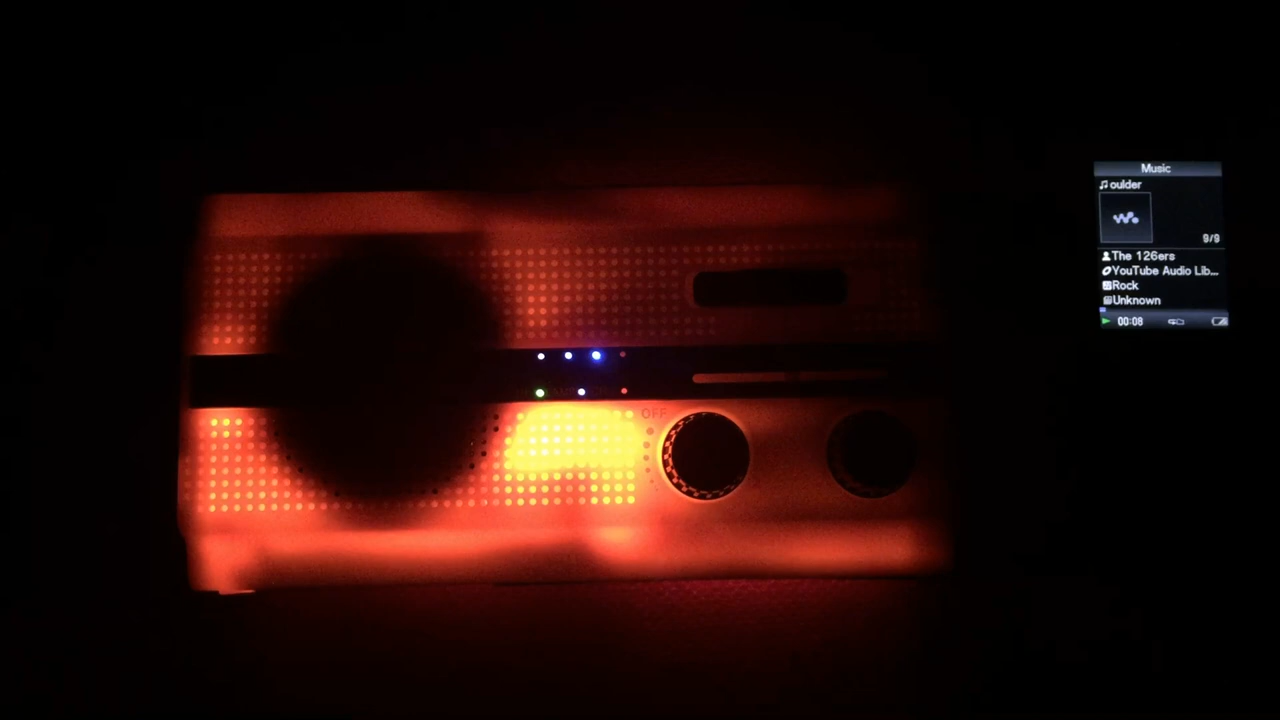 Music
oulder
9/9
The 126ers
YouTube Audio Lib...
Rock
Unknown
00:08
OFF